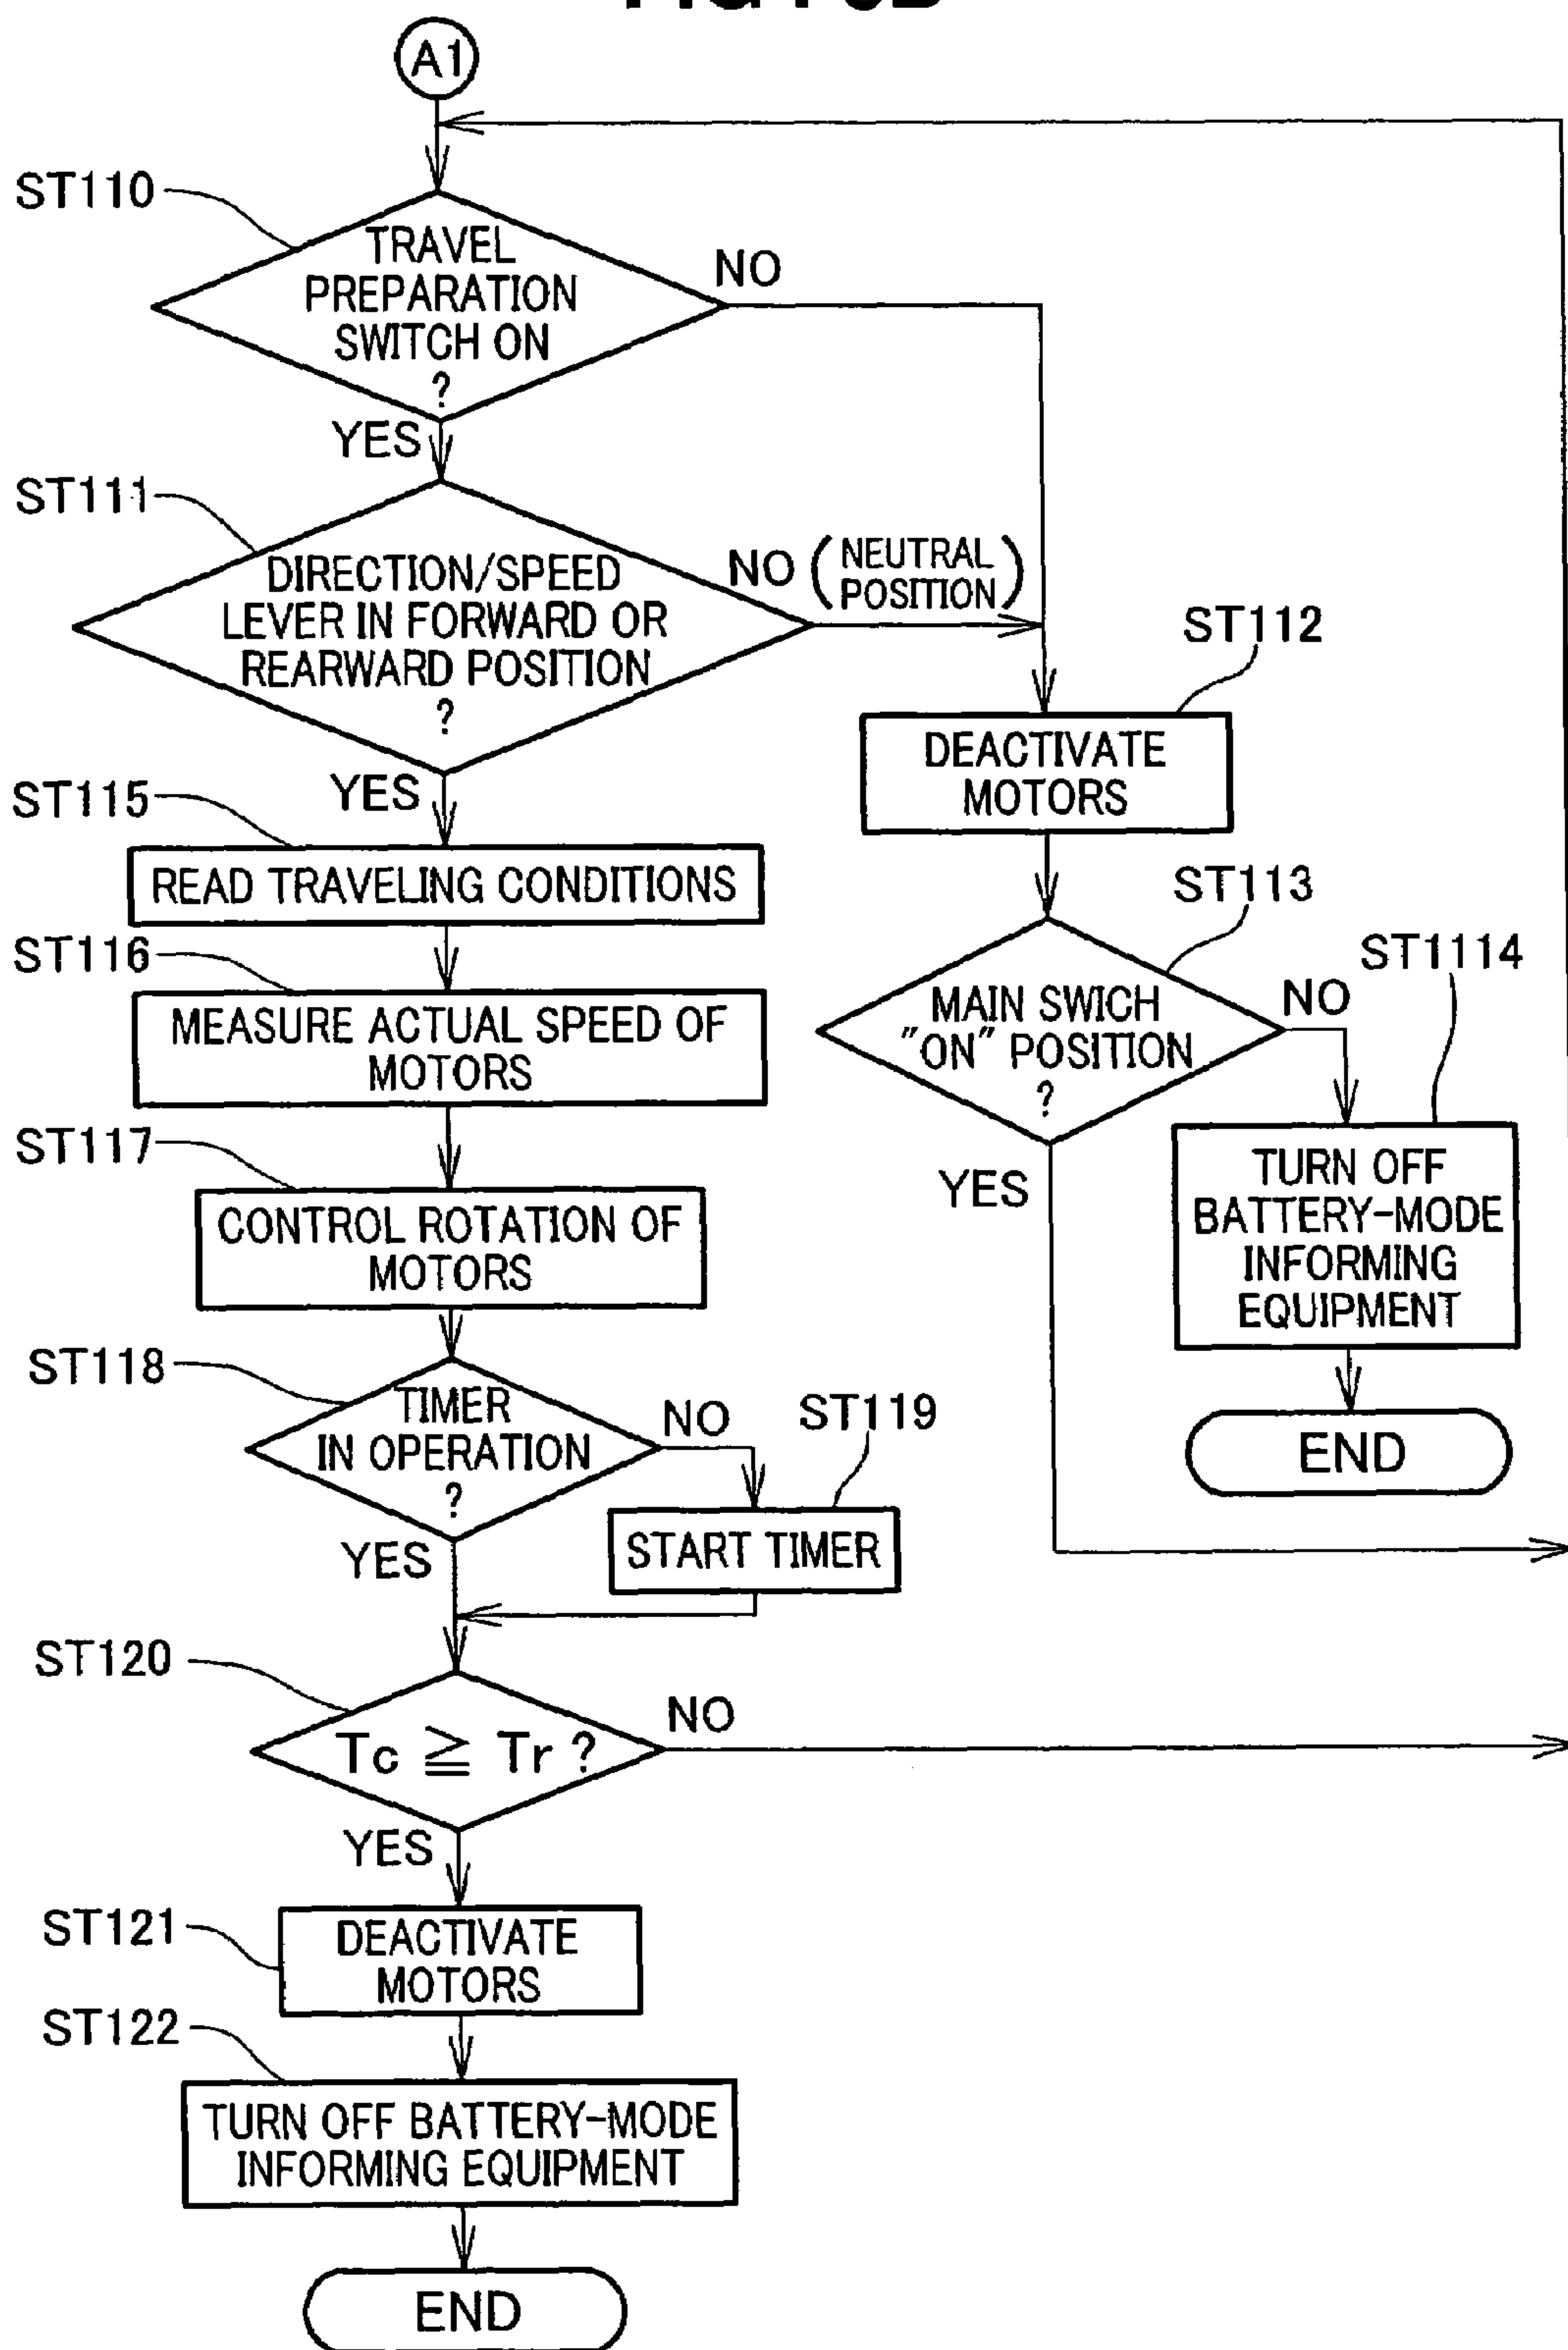 A1
ST110
TRAVEL
PREPARATION
SWITCH ON
?
NO
YES
ST111
DIRECTION/SPEED
LEVER IN FORWARD OR
REARWARD POSITION
?
NO (NEUTRAL
POSITION)
YES
ST112
DEACTIVATE
MOTORS
ST113
MAIN SWICH
"ON" POSITION
?
NO
YES
ST1114
TURN OFF
BATTERY-MODE
INFORMING
EQUIPMENT
END
ST115
READ TRAVELING CONDITIONS
ST116
MEASURE ACTUAL SPEED OF
MOTORS
ST117
CONTROL ROTATION OF
MOTORS
ST118
TIMER
IN OPERATION
?
NO
YES
ST119
START TIMER
ST120
Tc ≧ Tr ?
NO
YES
ST121
DEACTIVATE
MOTORS
ST122
TURN OFF BATTERY-MODE
INFORMING EQUIPMENT
END